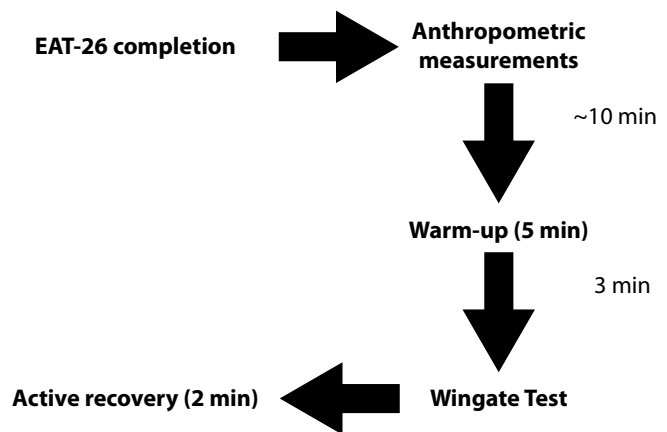 EAT-26 completion
Anthropometric
measurements
~10 min
Warm-up (5 min)
3 min
Wingate Test
Active recovery (2 min)